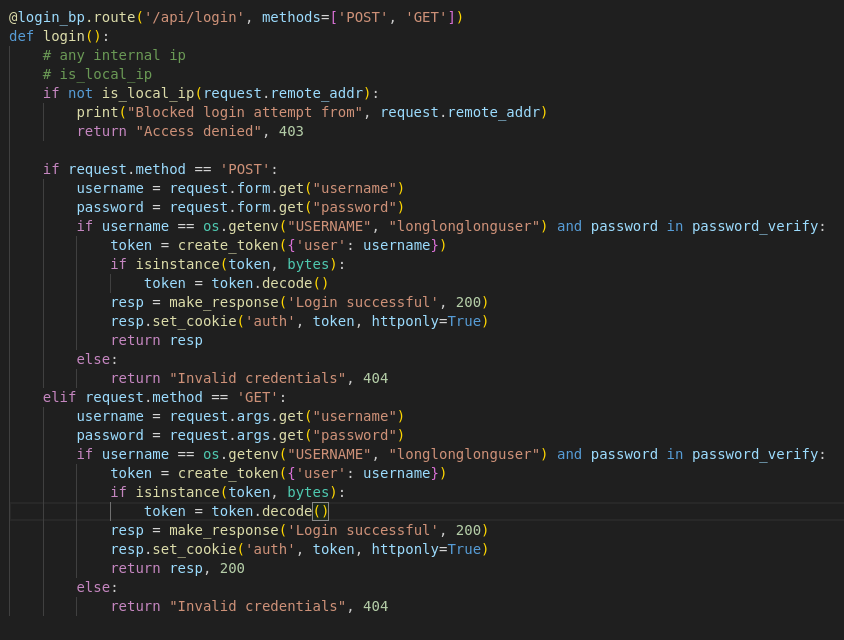 @login_bp.route('/api/login', methods=['POST', 'GET'])
def login():
    # any internal ip
    # is_local_ip
    if not is_local_ip(request.remote_addr):
        print("Blocked login attempt from", request.remote_addr)
        return "Access denied", 403

    if request.method == 'POST':
        username = request.form.get("username")
        password = request.form.get("password")
        if username == os.getenv("USERNAME", "longlonglonguser") and password in password_verify:
            token = create_token({'user': username})
            if isinstance(token, bytes):
                token = token.decode()
            resp = make_response('Login successful', 200)
            resp.set_cookie('auth', token, httponly=True)
            return resp
        else:
            return "Invalid credentials", 404
    elif request.method == 'GET':
        username = request.args.get("username")
        password = request.args.get("password")
        if username == os.getenv("USERNAME", "longlonglonguser") and password in password_verify:
            token = create_token({'user': username})
            if isinstance(token, bytes):
                token = token.decode()
            resp = make_response('Login successful', 200)
            resp.set_cookie('auth', token, httponly=True)
            return resp, 200
        else:
            return "Invalid credentials", 404